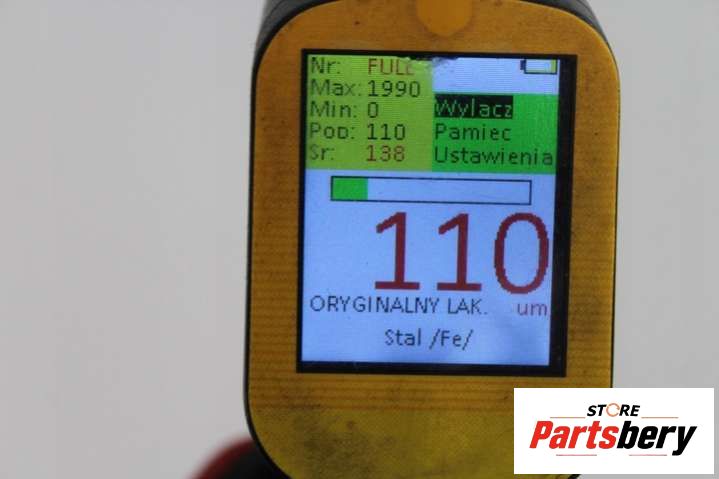 Nr: FULL
Max: 1990
Min: 0
Pop: 110
Sr: 138
Wylacz
Pamiec
Ustawienia
110
ORYGINALNY LAK. um
Stal /Fe/
STORE
Partsbery